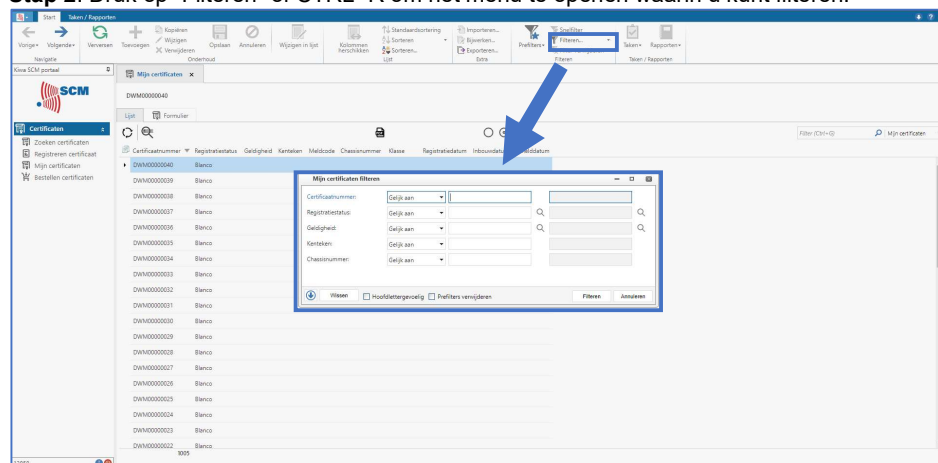 Stap 2: Druk op "Filteren" of CTRL+R om het menu te openen waarin u kunt filteren.
Start Taken / Rapporten
Vorige Volgende Verversen Toevoegen Kopiëren Wijzigen Verwijderen Opslaan Annuleren Wijzigen in lijst Kolommen herschikken Standaardsortering Sorteren Sorteren... Importeren... Bijwerken... Exporteren... Prefilters Snelfilter Filteren... Taken Rapporten
Navigatie Onderhoud Lijst Extra Filteren Taken / Rapporten
Kiwa SCM portaal
Mijn certificaten x
SCM
DWM00000040
Lijst Formulier
Certificaten
Zoeken certificaten
Registreren certificaat
Mijn certificaten
Bestellen certificaten
Filter (Ctrl+G) Mijn certificaten
Certificaatnummer Registratiestatus Geldigheid Kenteken Meldcode Chassisnummer Klasse Registratiedatum Inbouwdatum
DWM00000040 Blanco
DWM00000039 Blanco
DWM00000038 Blanco
DWM00000037 Blanco
DWM00000036 Blanco
DWM00000035 Blanco
DWM00000034 Blanco
DWM00000033 Blanco
DWM00000032 Blanco
DWM00000031 Blanco
DWM00000030 Blanco
DWM00000029 Blanco
DWM00000028 Blanco
DWM00000027 Blanco
DWM00000026 Blanco
DWM00000025 Blanco
DWM00000024 Blanco
DWM00000023 Blanco
DWM00000022 Blanco
1005
Mijn certificaten filteren
Certificaatnummer: Gelijk aan
Registratiestatus: Gelijk aan
Geldigheid: Gelijk aan
Kenteken: Gelijk aan
Chassisnummer: Gelijk aan
Wissen Hoofdlettergevoelig Prefilters verwijderen Filteren Annuleren